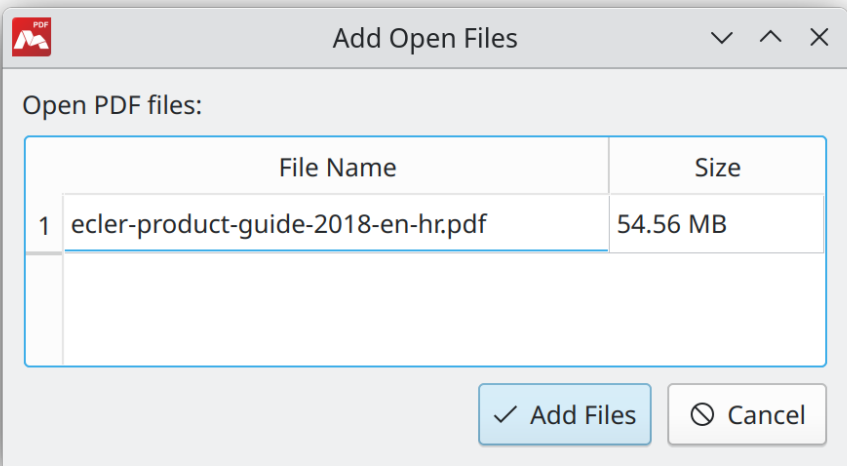 PDF
Add Open Files
Open PDF files:
File Name Size
1 ecler-product-guide-2018-en-hr.pdf 54.56 MB
Add Files Cancel